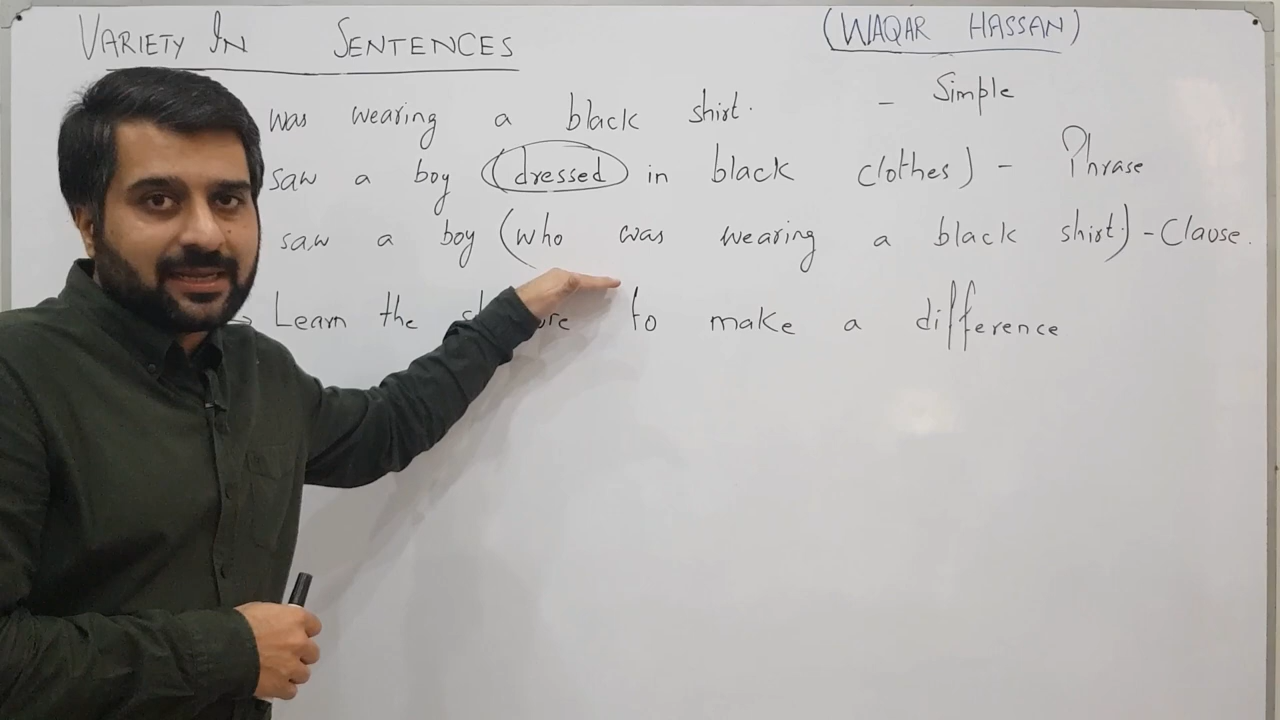 VARIETY IN SENTENCES
(WAQAR HASSAN)
was wearing a black shirt. - Simple
saw a boy (dressed in black clothes) - Phrase
saw a boy (who was wearing a black shirt.) - Clause.
→ Learn the to make a difference